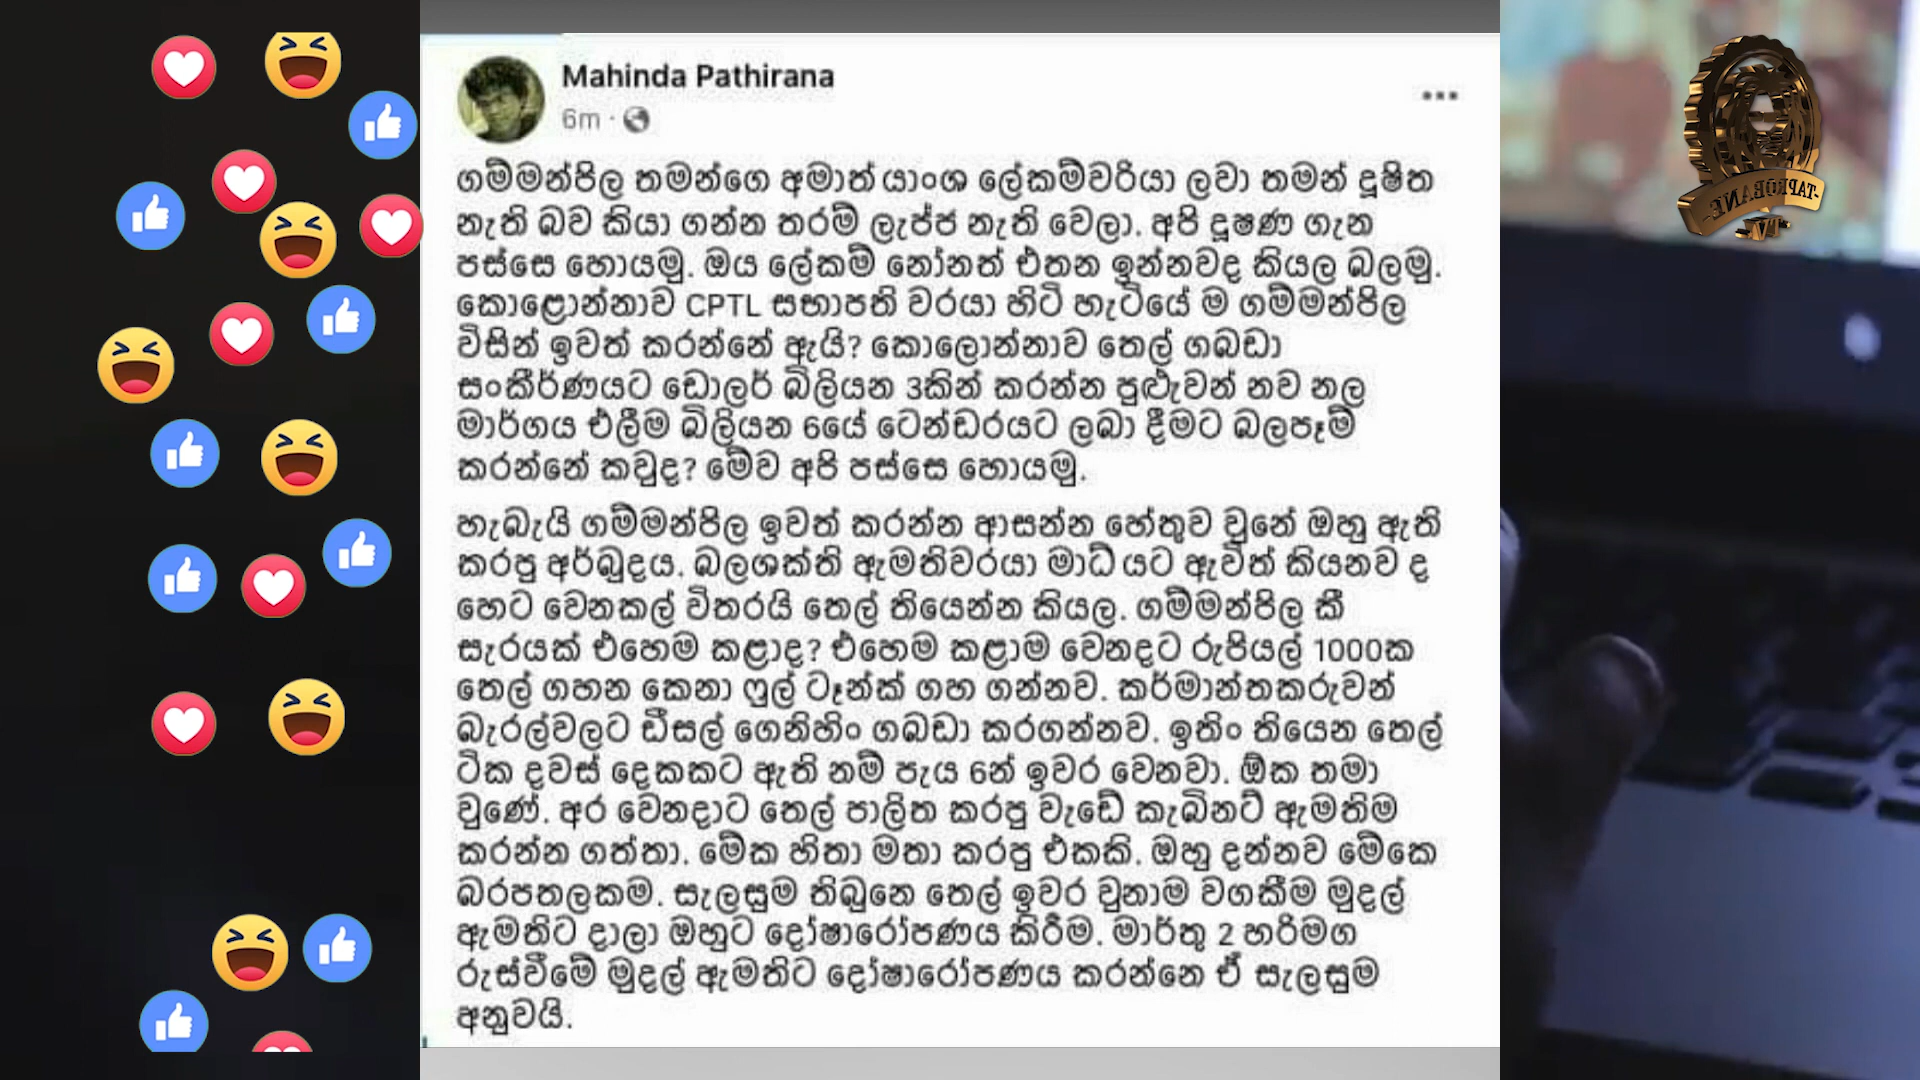 Mahinda Pathirana
6m ·
ගම්මන්පිල තමන්ගෙ අමාත්‍යාංශ ලේකම්වරියා ලවා තමන් දූෂිත
නැති බව කියා ගන්න තරම් ලැජ්ජ නැති වෙලා. අපි දූෂණ ගැන
පස්සෙ හොයමු. ඔය ලේකම් නෝනත් එතන ඉන්නවද කියල බලමු.
කොළොන්නාව CPTL සභාපති වරයා හිටි හැටියේ ම ගම්මන්පිල
විසින් ඉවත් කරන්නේ ඇයි? කොලොන්නාව තෙල් ගබඩා
සංකීර්ණයට ඩොලර් බිලියන 3කින් කරන්න පුළුවන් නව නල
මාර්ගය එලීම බිලියන 6යේ ටෙන්ඩරයට ලබා දීමට බලපෑම්
කරන්නේ කවුද? මේව අපි පස්සෙ හොයමු.
හැබැයි ගම්මන්පිල ඉවත් කරන්න ආසන්න හේතුව වුනේ ඔහු ඇති
කරපු අර්බුදය. බලශක්ති ඇමතිවරයා මාධ්‍යට ඇවිත් කියනව ද
හෙට වෙනකල් විතරයි තෙල් තියෙන්න කියල. ගම්මන්පිල කී
සැරයක් එහෙම කළාද? එහෙම කළාම වෙනදට රුපියල් 1000ක
තෙල් ගහන කෙනා ෆුල් ටෑන්ක් ගහ ගන්නව. කර්මාන්තකරුවන්
බැරල්වලට ඩීසල් ගෙනිහිං ගබඩා කරගන්නව. ඉතිං තියෙන තෙල්
ටික දවස් දෙකකට ඇති නම් පැය 6න් ඉවර වෙනවා. ඕක තමා
වුණේ. අර වෙනදාට තෙල් පාලිත කරපු වැඩේ කැබිනට් ඇමතිම
කරන්න ගත්තා. මේක හිතා මතා කරපු එකකි. ඔහු දන්නව මේකෙ
බරපතලකම. සැලසුම තිබුනෙ තෙල් ඉවර වුනාම වගකීම මුදල්
ඇමතිට දාලා ඔහුට දෝෂාරෝපණය කිරීම. මාර්තු 2 හරිමග
රුස්වීමේ මුදල් ඇමතිට දෝෂාරෝපණය කරන්නෙ ඒ සැලසුම
අනුවයි.
TAPROBANE
TV